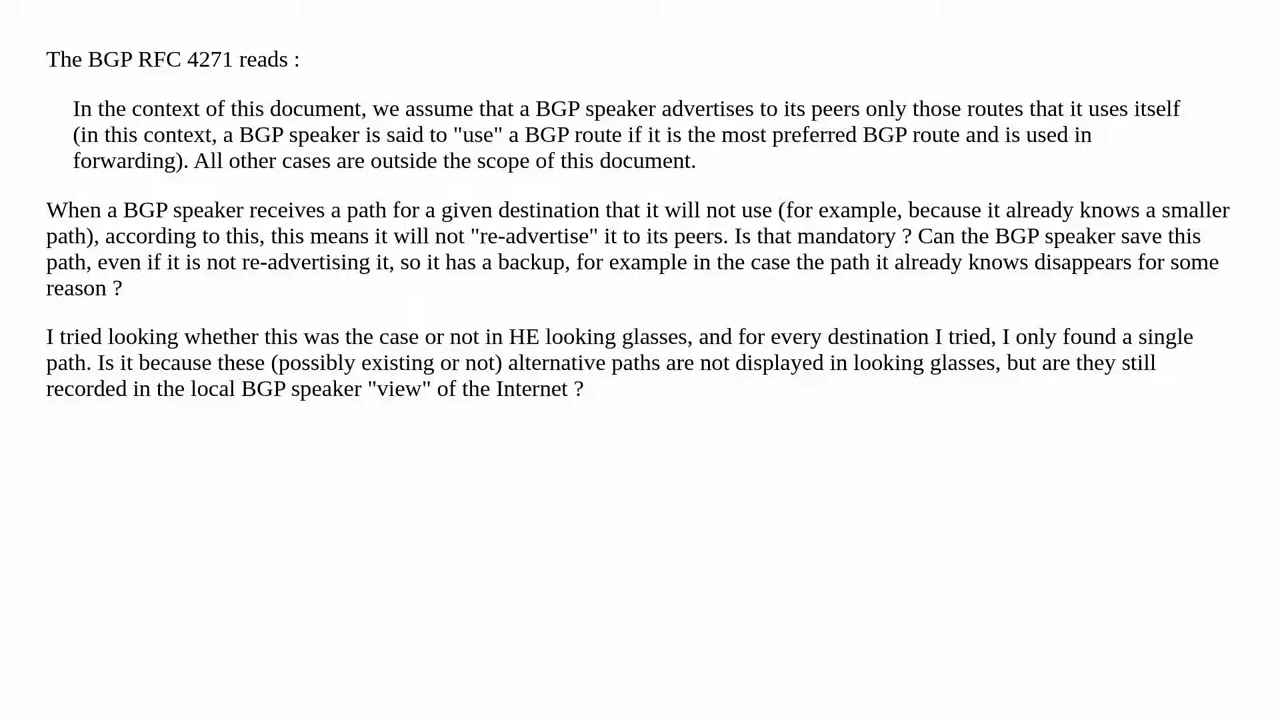 The BGP RFC 4271 reads :
In the context of this document, we assume that a BGP speaker advertises to its peers only those routes that it uses itself
(in this context, a BGP speaker is said to "use" a BGP route if it is the most preferred BGP route and is used in
forwarding). All other cases are outside the scope of this document.
When a BGP speaker receives a path for a given destination that it will not use (for example, because it already knows a smaller
path), according to this, this means it will not "re-advertise" it to its peers. Is that mandatory ? Can the BGP speaker save this
path, even if it is not re-advertising it, so it has a backup, for example in the case the path it already knows disappears for some
reason ?
I tried looking whether this was the case or not in HE looking glasses, and for every destination I tried, I only found a single
path. Is it because these (possibly existing or not) alternative paths are not displayed in looking glasses, but are they still
recorded in the local BGP speaker "view" of the Internet ?